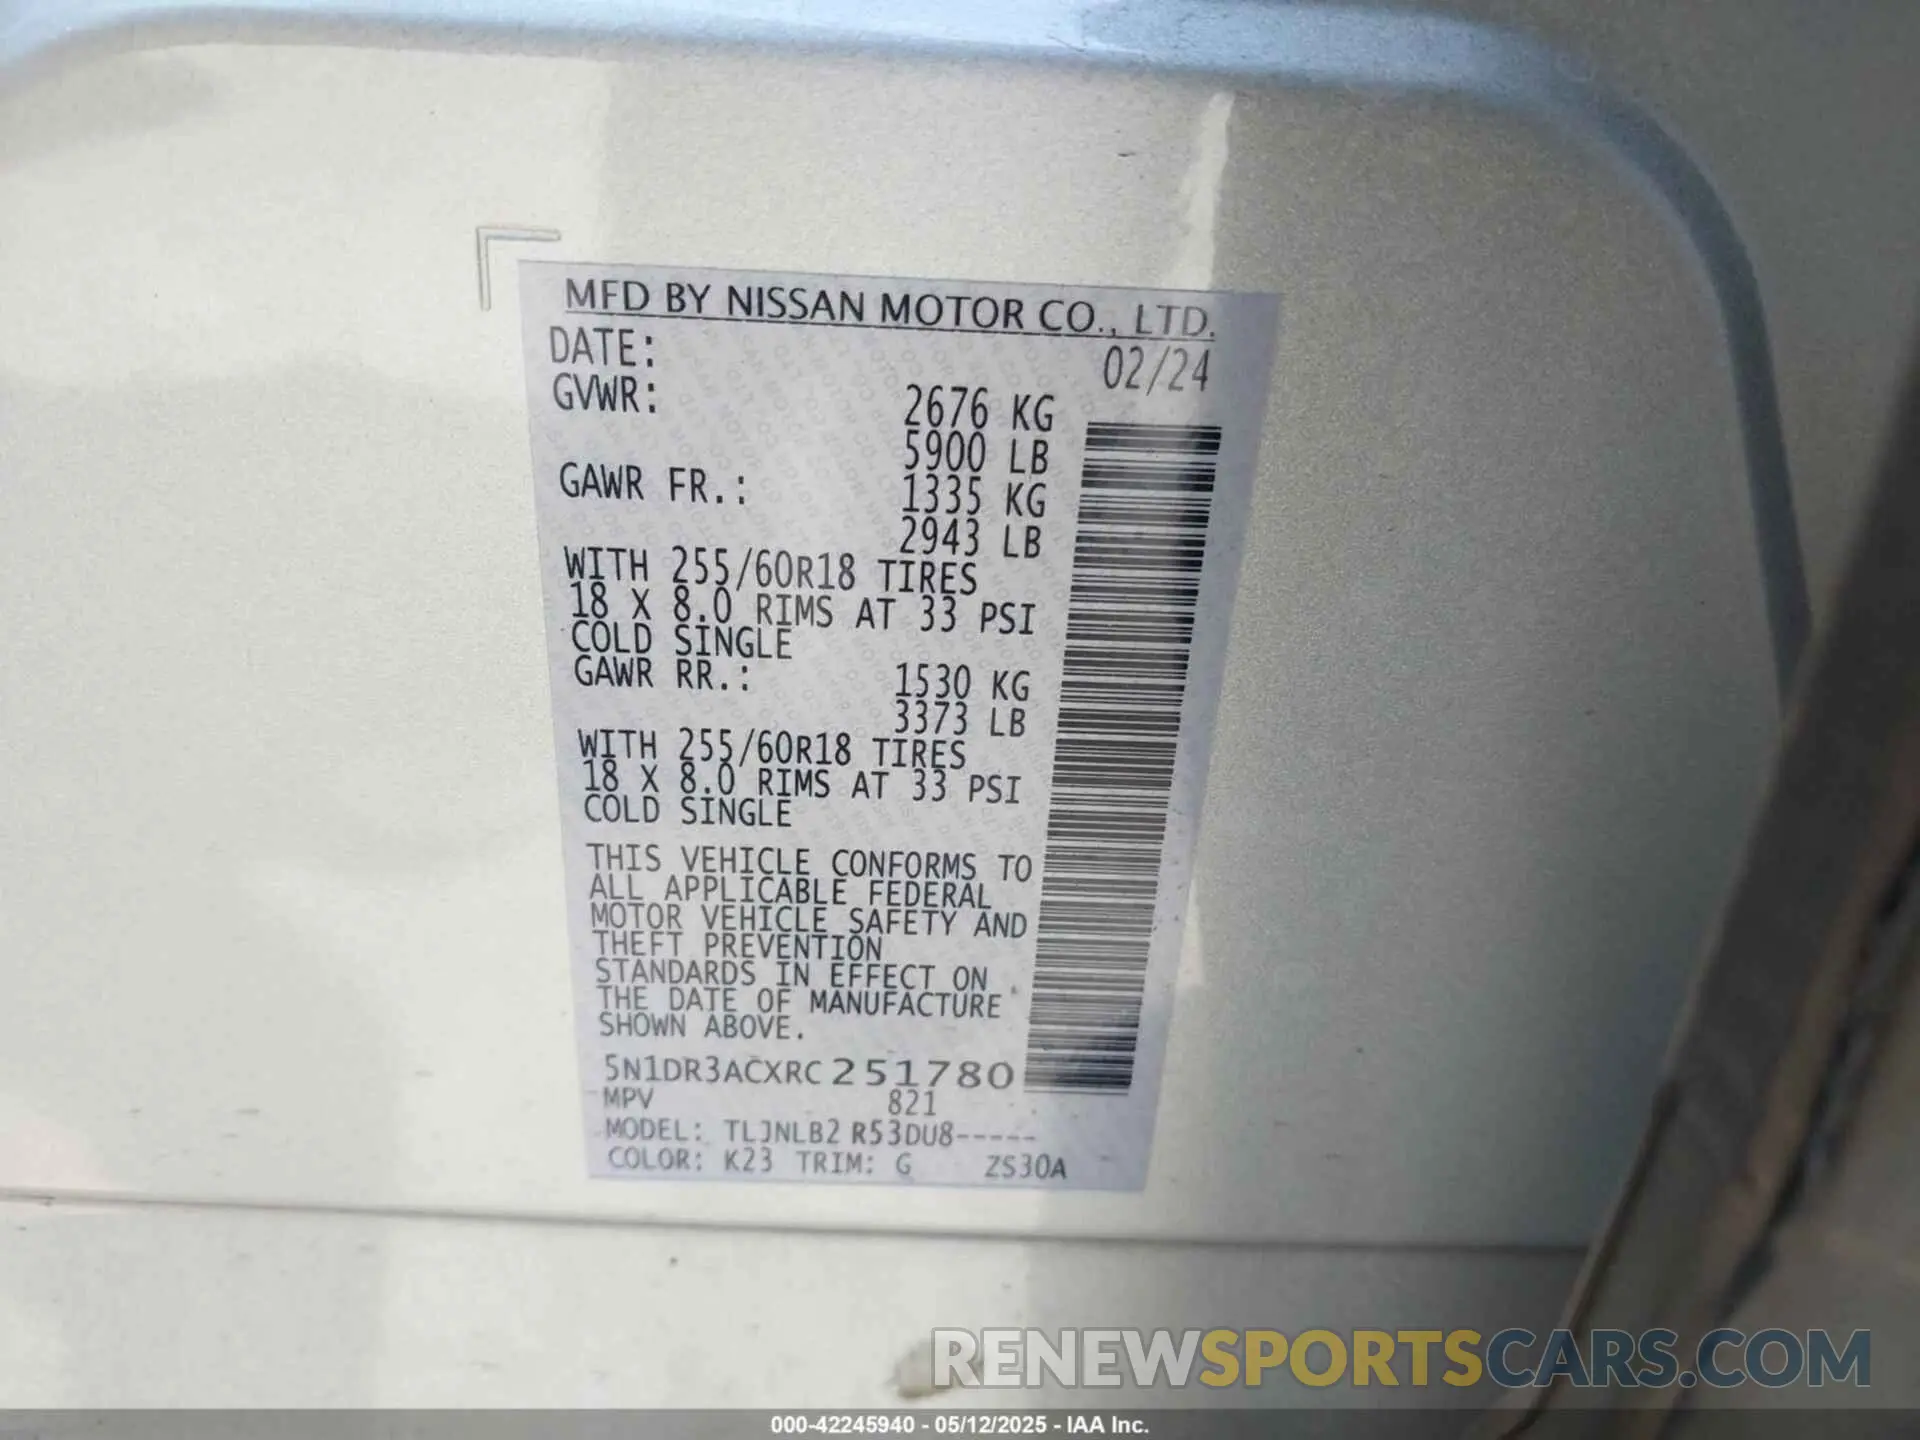 MFD BY NISSAN MOTOR CO., LTD.
DATE: 02/24
GVWR: 2676 KG
5900 LB
GAWR FR.: 1335 KG
2943 LB
WITH 255/60R18 TIRES
18 X 8.0 RIMS AT 33 PSI
COLD SINGLE
GAWR RR.: 1530 KG
3373 LB
WITH 255/60R18 TIRES
18 X 8.0 RIMS AT 33 PSI
COLD SINGLE
THIS VEHICLE CONFORMS TO
ALL APPLICABLE FEDERAL
MOTOR VEHICLE SAFETY AND
THEFT PREVENTION
STANDARDS IN EFFECT ON
THE DATE OF MANUFACTURE
SHOWN ABOVE.
5N1DR3ACXRC251780
MPV 821
MODEL: TLJNLB2 R53DU8-----
COLOR: K23 TRIM: G ZS30A
RENEWSPORTSCARS.COM
000-42245940 - 05/12/2025 - IAA Inc.